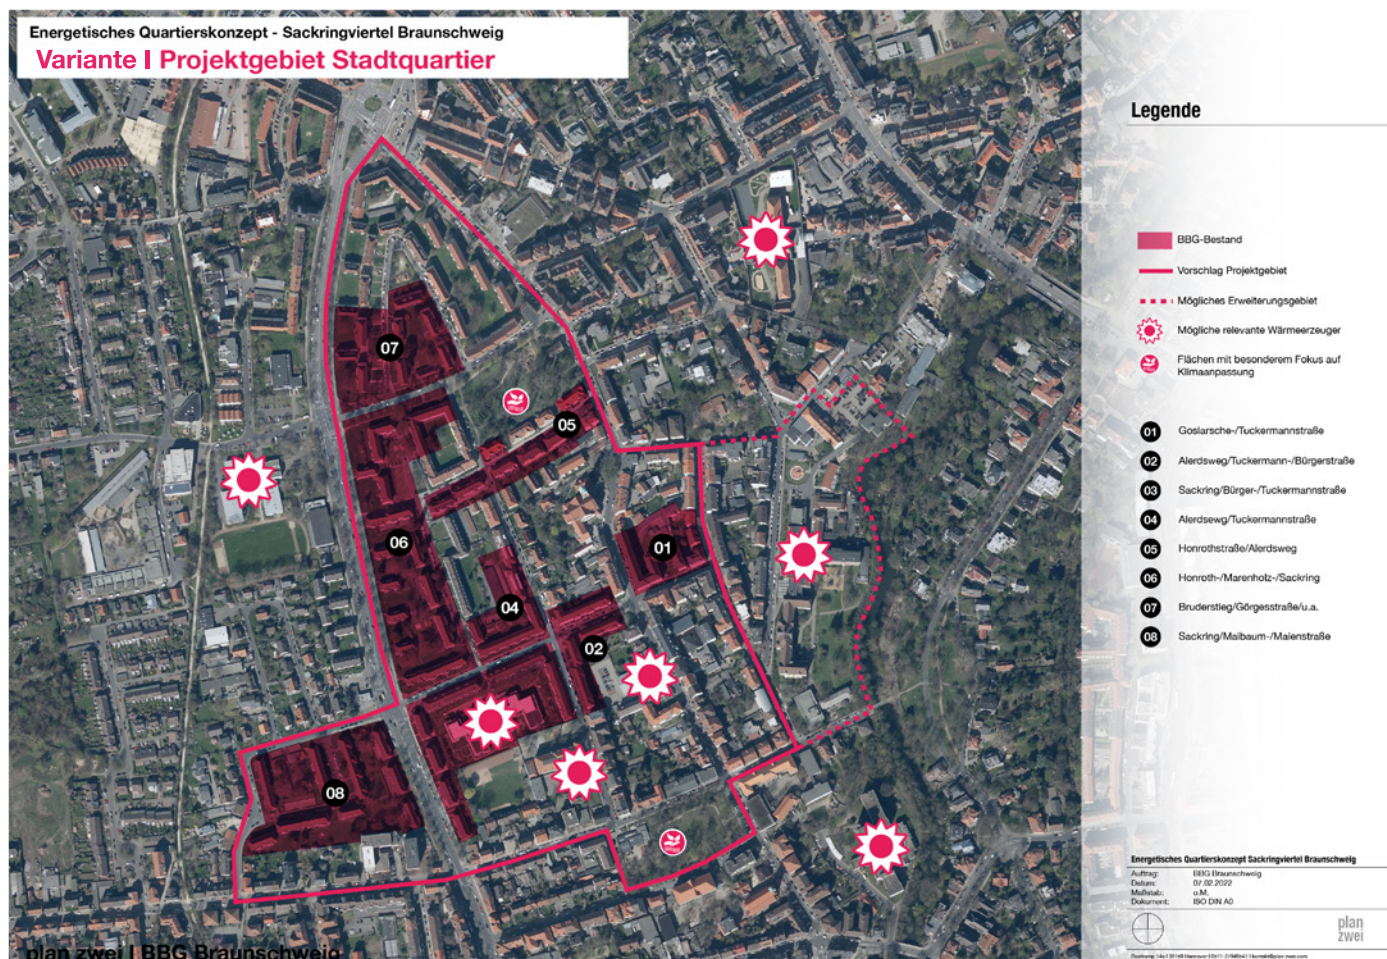 Energetisches Quartierskonzept - Sackringviertel Braunschweig
Variante I Projektgebiet Stadtquartier
Legende
BBG-Bestand
Vorschlag Projektgebiet
Mögliches Erweiterungsgebiet
Mögliche relevante Wärmeerzeuger
Flächen mit besonderem Fokus auf
Klimaanpassung
01 Goslarsche-/Tuckermannstraße
02 Alerdsweg/Tuckermann-/Bürgerstraße
03 Sackring/Bürger-/Tuckermannstraße
04 Alerdsewg/Tuckermannstraße
05 Honrothstraße/Alerdsweg
06 Honroth-/Marenholz-/Sackring
07 Bruderstieg/Görgesstraße/u.a.
08 Sackring/Maibaum-/Maienstraße
07
05
06
01
04
02
08
Energetisches Quartierskonzept Sackringviertel Braunschweig
Auftrag: BBG Braunschweig
Datum: 07.02.2022
Maßstab: o.M.
Dokument: ISO DIN A0
plan
zwei
plan zwei I BBG Braunschweig